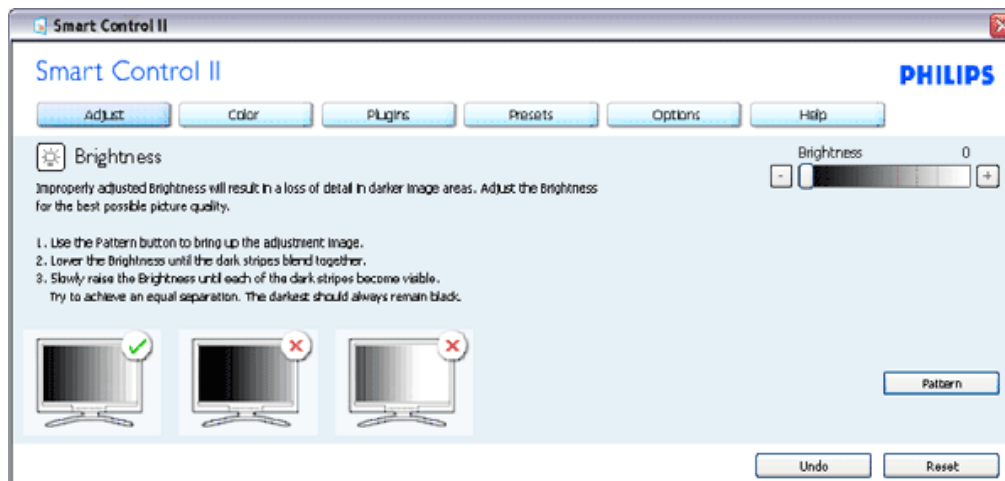 Smart Control II
Smart Control II
PHILIPS
Adjust Color Plugins Presets Options Help
Brightness
Brightness 0
Improperly adjusted Brightness will result in a loss of detail in darker image areas. Adjust the Brightness
for the best possible picture quality.
- +
1. Use the Pattern button to bring up the adjustment image.
2. Lower the Brightness until the dark stripes blend together.
3. Slowly raise the Brightness until each of the dark stripes become visible.
Try to achieve an equal separation. The darkest should always remain black.
Pattern
Undo Reset